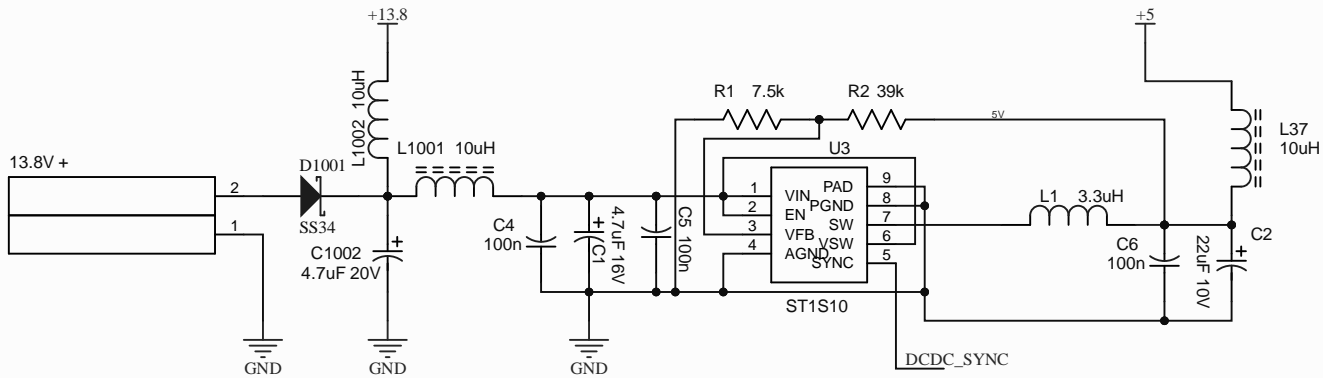 +13.8
+5
L1002 10uH
R1 7.5k
R2 39k
5V
L37
10uH
13.8V +
D1001
SS34
L1001 10uH
U3
2
1
1
2
3
4
VIN
EN
VFB
AGND
PAD
PGND
SW
VSW
SYNC
9
8
7
6
5
L1 3.3uH
C4
100n
4.7uF 16V
C1
C5 100n
C1002
4.7uF 20V
C6
100n
22uF 10V
C2
ST1S10
GND
GND
GND
DCDC_SYNC